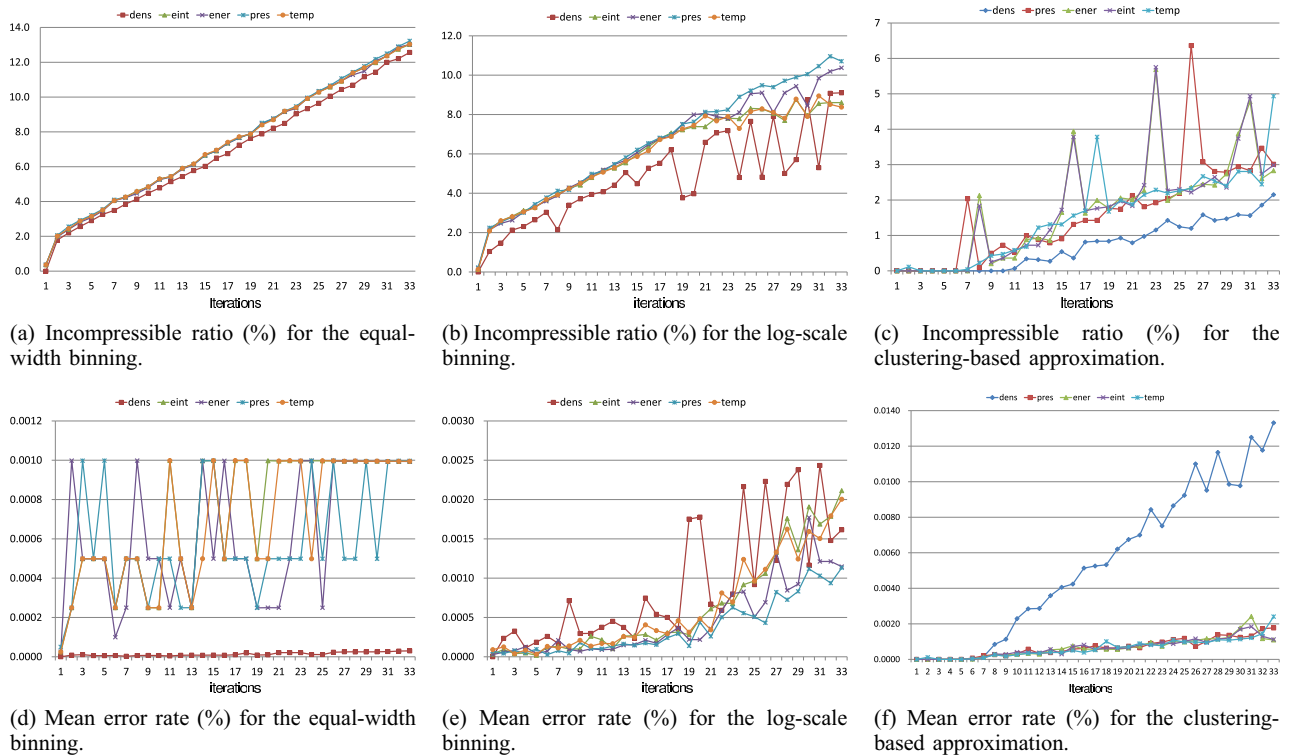 dens eint ener pres temp
14.0
12.0
10.0
8.0
6.0
4.0
2.0
0.0
1 3 5 7 9 11 13 15 17 19 21 23 25 27 29 31 33
Iterations
(a) Incompressible ratio (%) for the equal-
width binning.
dens eint ener pres temp
12.0
10.0
8.0
6.0
4.0
2.0
0.0
1 3 5 7 9 11 13 15 17 19 21 23 25 27 29 31 33
iterations
(b) Incompressible ratio (%) for the log-scale
binning.
dens pres ener eint temp
7
6
5
4
3
2
1
0
1 3 5 7 9 11 13 15 17 19 21 23 25 27 29 31 33
Iterations
(c) Incompressible ratio (%) for the
clustering-based approximation.
dens eint ener pres temp
0.0012
0.0010
0.0008
0.0006
0.0004
0.0002
0.0000
1 3 5 7 9 11 13 15 17 19 21 23 25 27 29 31 33
iterations
(d) Mean error rate (%) for the equal-width
binning.
dens eint ener pres temp
0.0030
0.0025
0.0020
0.0015
0.0010
0.0005
0.0000
1 3 5 7 9 11 13 15 17 19 21 23 25 27 29 31 33
iterations
(e) Mean error rate (%) for the log-scale
binning.
dens pres ener eint temp
0.0140
0.0120
0.0100
0.0080
0.0060
0.0040
0.0020
0.0000
1 2 3 4 5 6 7 8 9 10 11 12 13 14 15 16 17 18 19 20 21 22 23 24 25 26 27 28 29 30 31 32 33
Iterations
(f) Mean error rate (%) for the clustering-
based approximation.